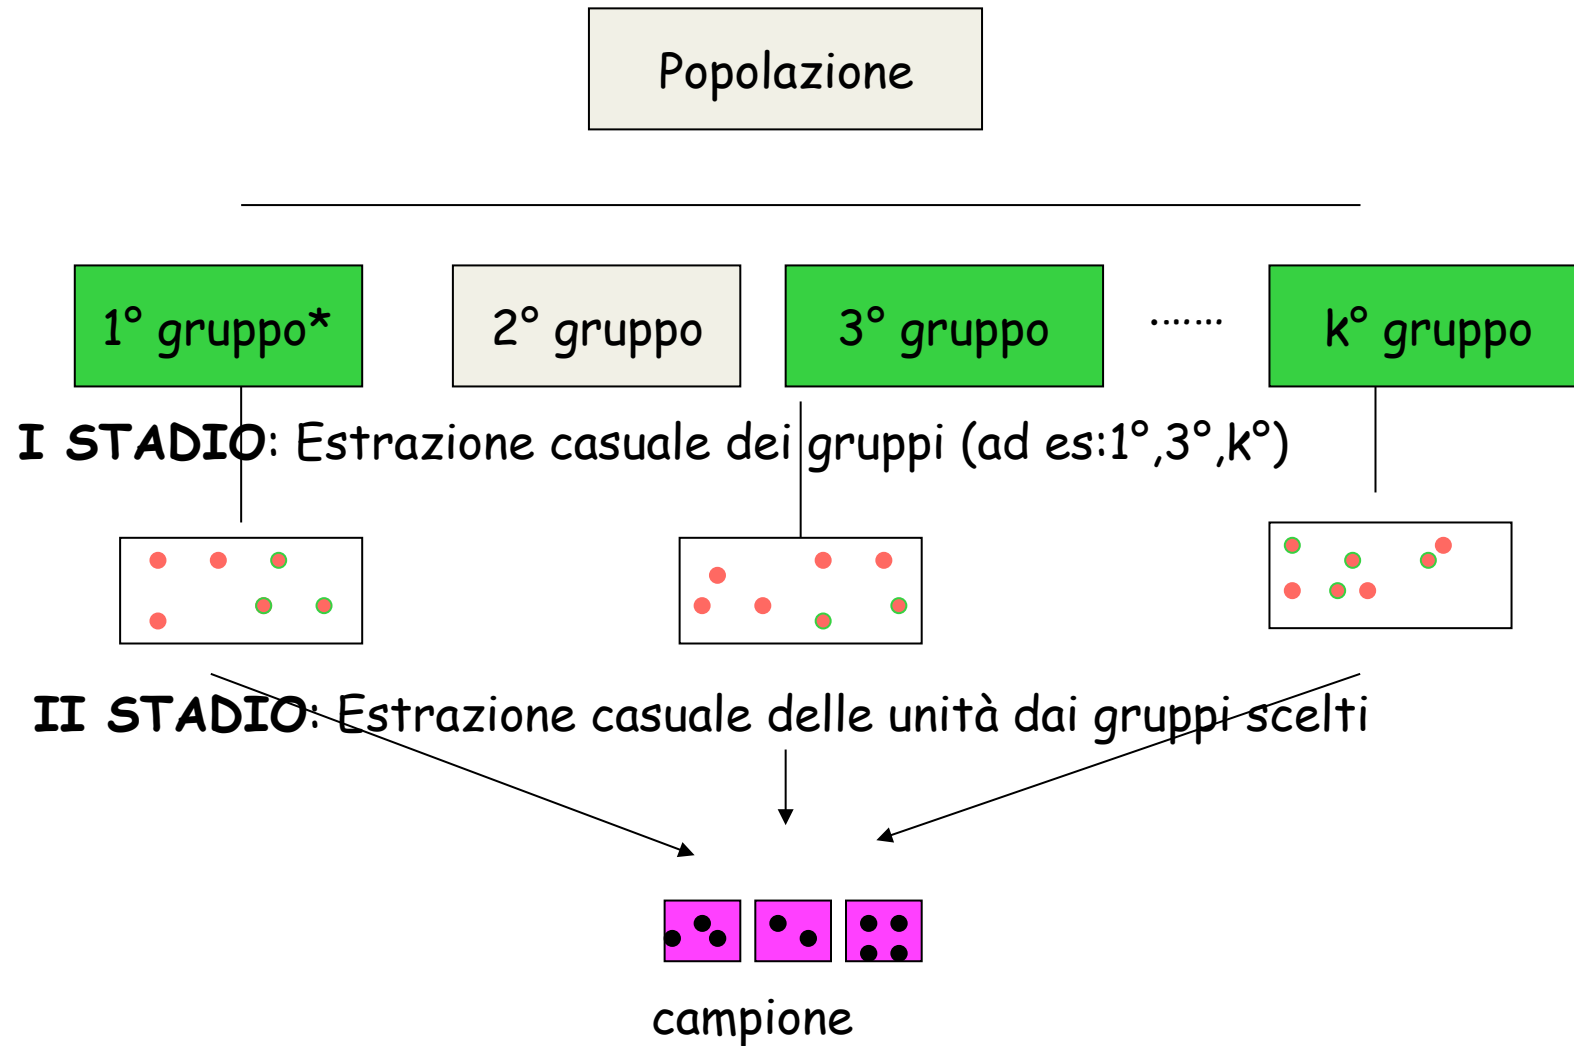 Popolazione
1° gruppo* 2° gruppo 3° gruppo ....... k° gruppo
I STADIO: Estrazione casuale dei gruppi (ad es:1°,3°,k°)
II STADIO: Estrazione casuale delle unità dai gruppi scelti
campione